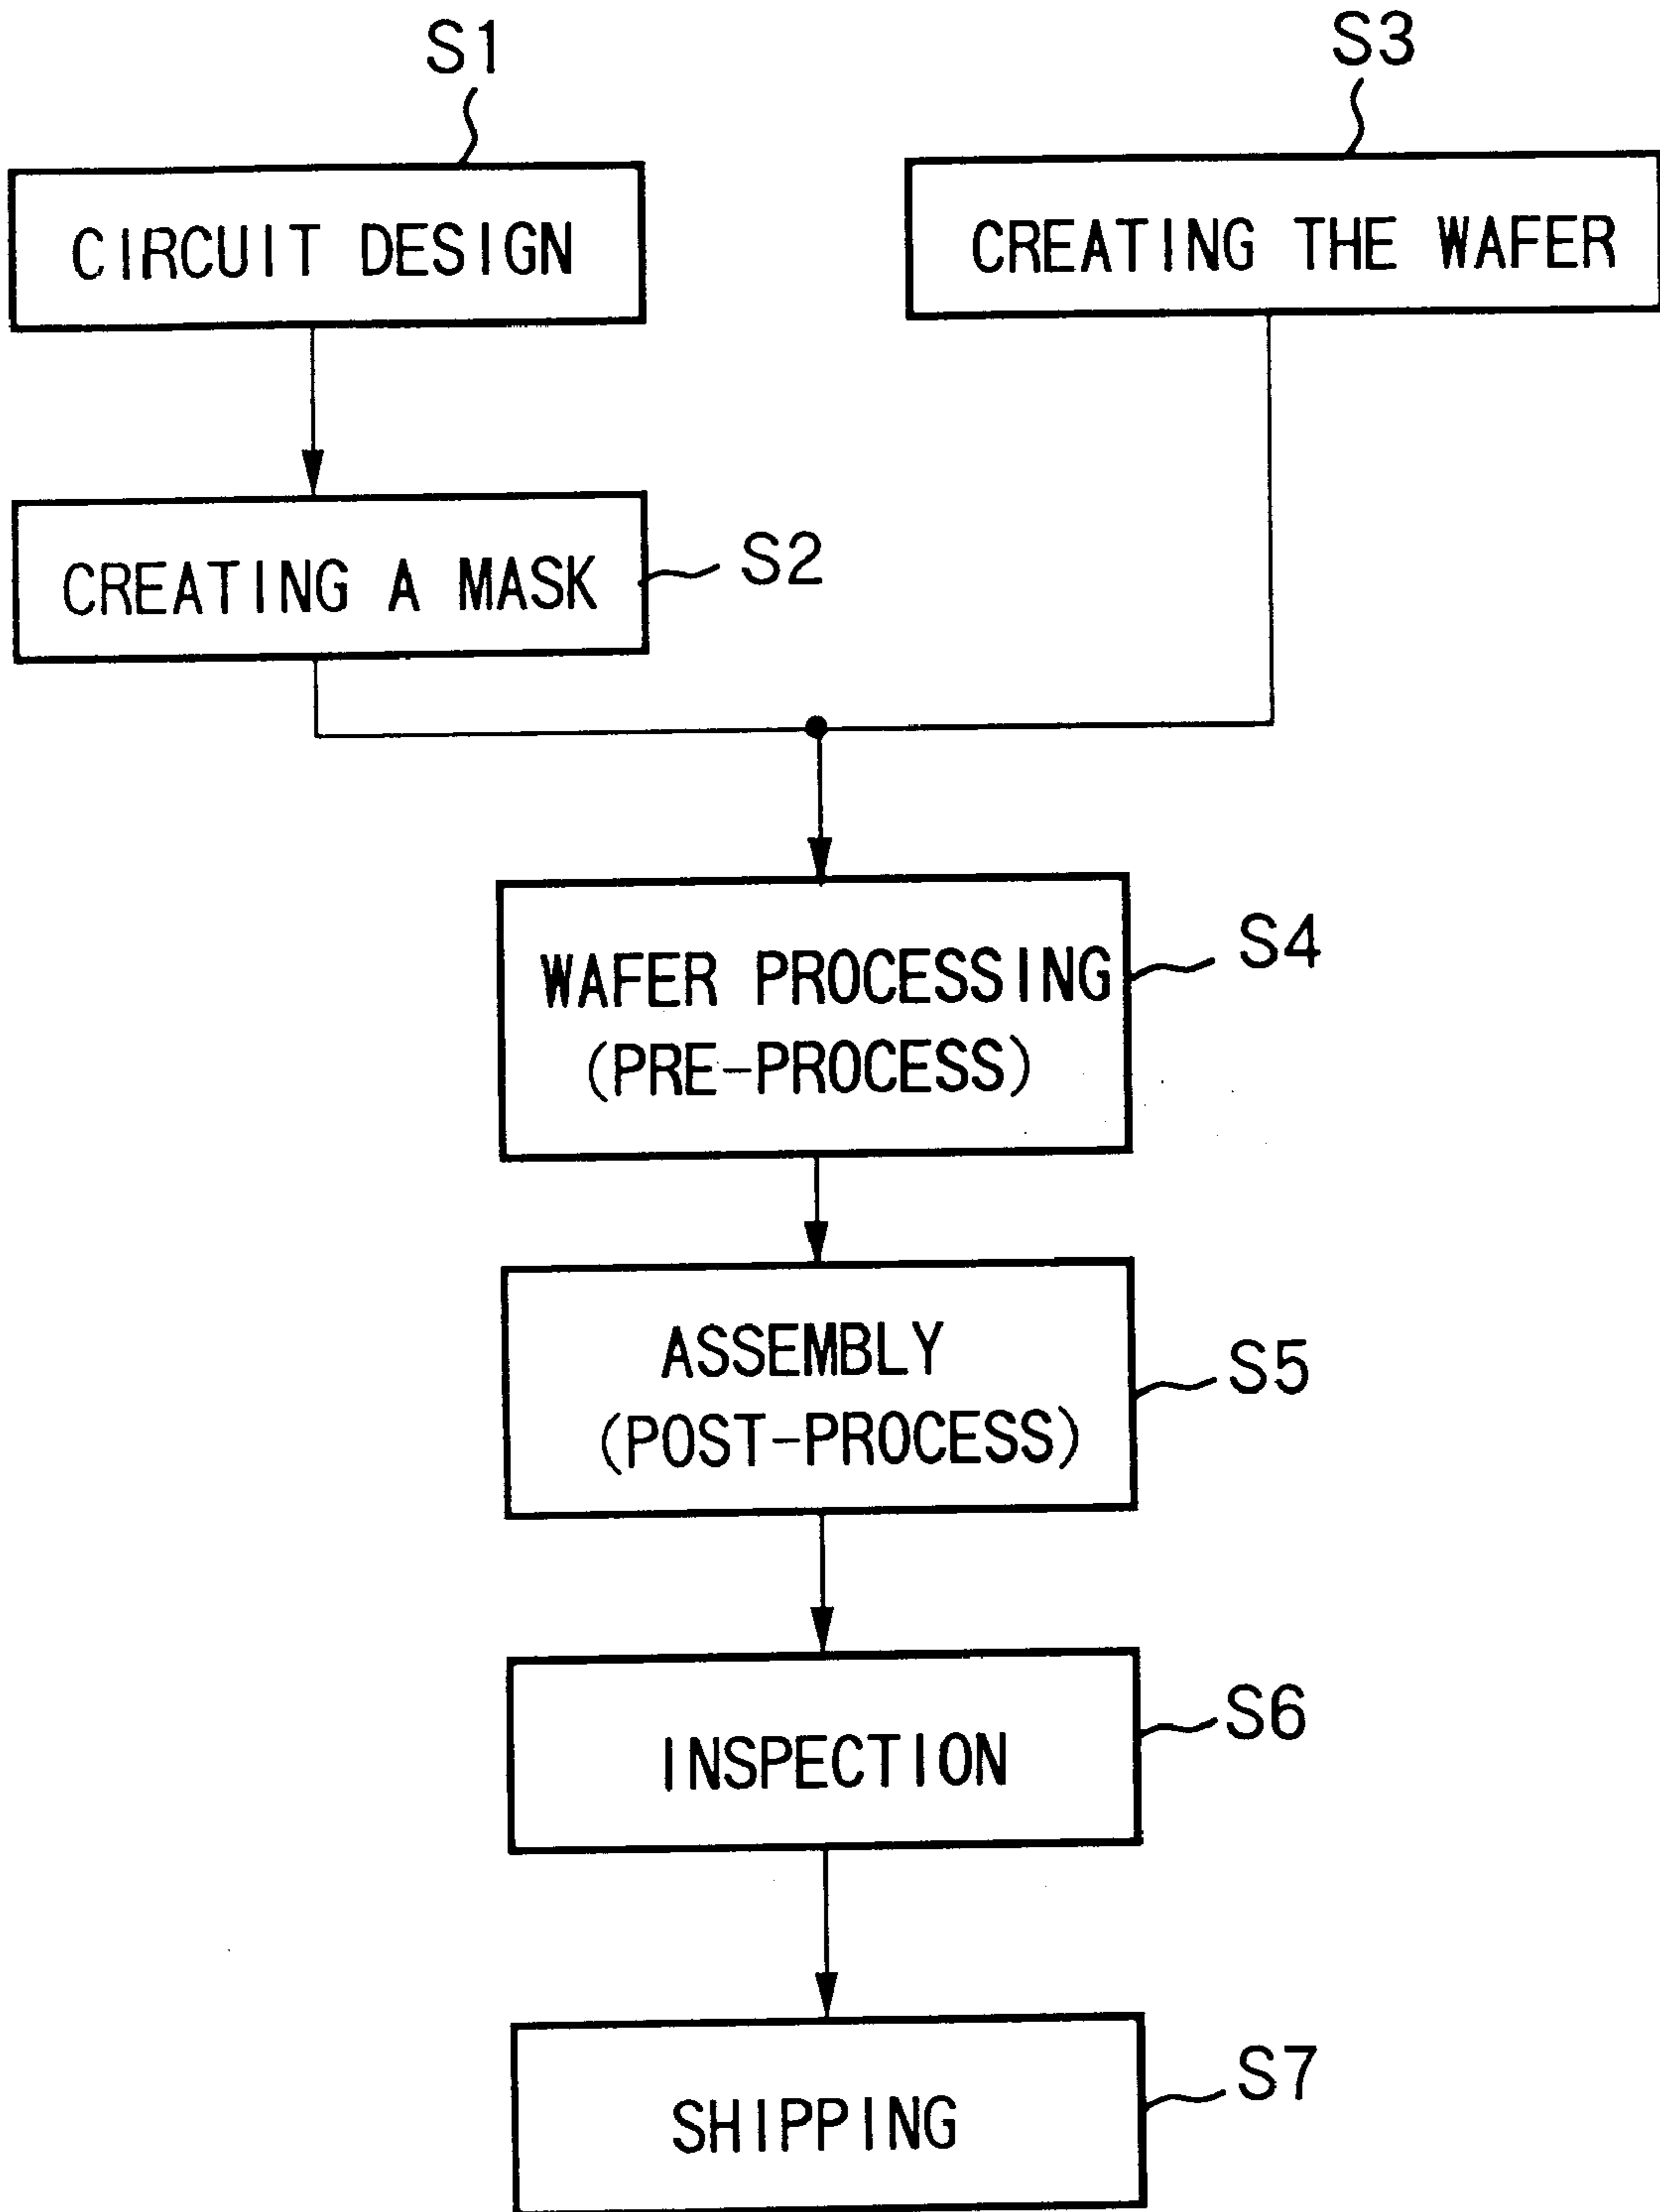 S1
S3
CIRCUIT DESIGN
CREATING THE WAFER
CREATING A MASK
S2
WAFER PROCESSING
(PRE-PROCESS)
S4
ASSEMBLY
(POST-PROCESS)
S5
INSPECTION
S6
SHIPPING
S7